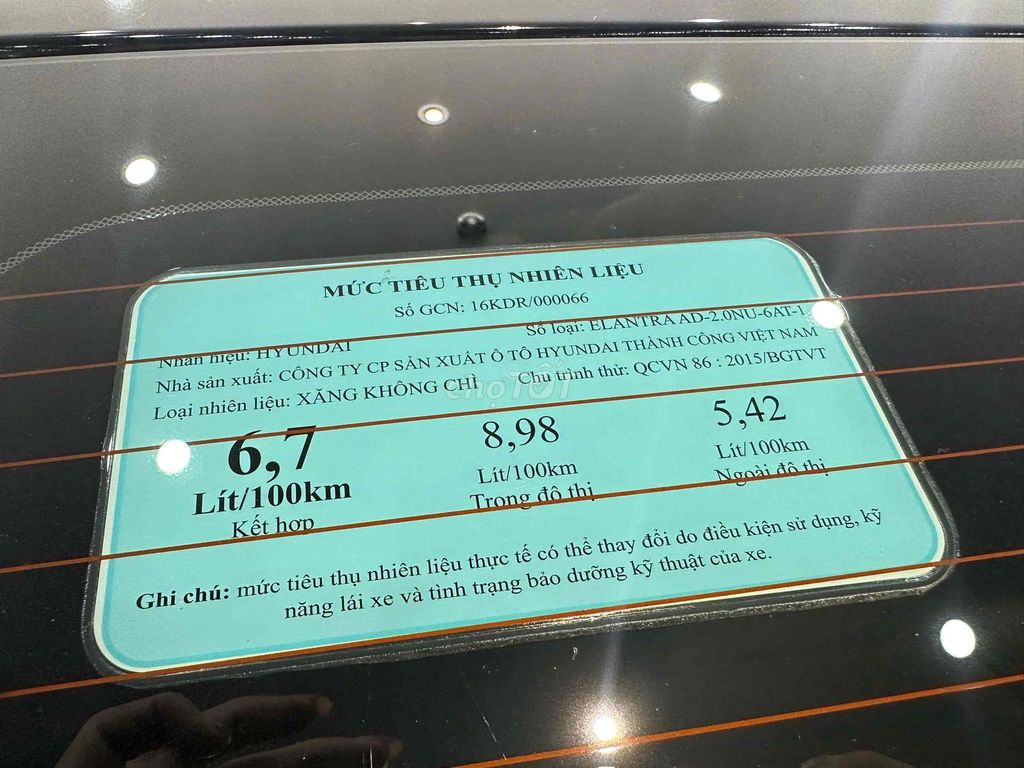 MỨC TIÊU THỤ NHIÊN LIỆU
Số GCN: 16KDR/000066
Nhãn hiệu: HYUNDAI Số loại: ELANTRA AD-2.0NU-6AT-1
Nhà sản xuất: CÔNG TY CP SẢN XUẤT Ô TÔ HYUNDAI THÀNH CÔNG VIỆT NAM
Loại nhiên liệu: XĂNG KHÔNG CHÌ Chu trình thử: QCVN 86 : 2015/BGTVT
chợTỐT
6,7 8,98 5,42
Lít/100km Lít/100km Lít/100km
Kết hợp Trong đô thị Ngoài đô thị
Ghi chú: mức tiêu thụ nhiên liệu thực tế có thể thay đổi do điều kiện sử dụng, kỹ
năng lái xe và tình trạng bảo dưỡng kỹ thuật của xe.